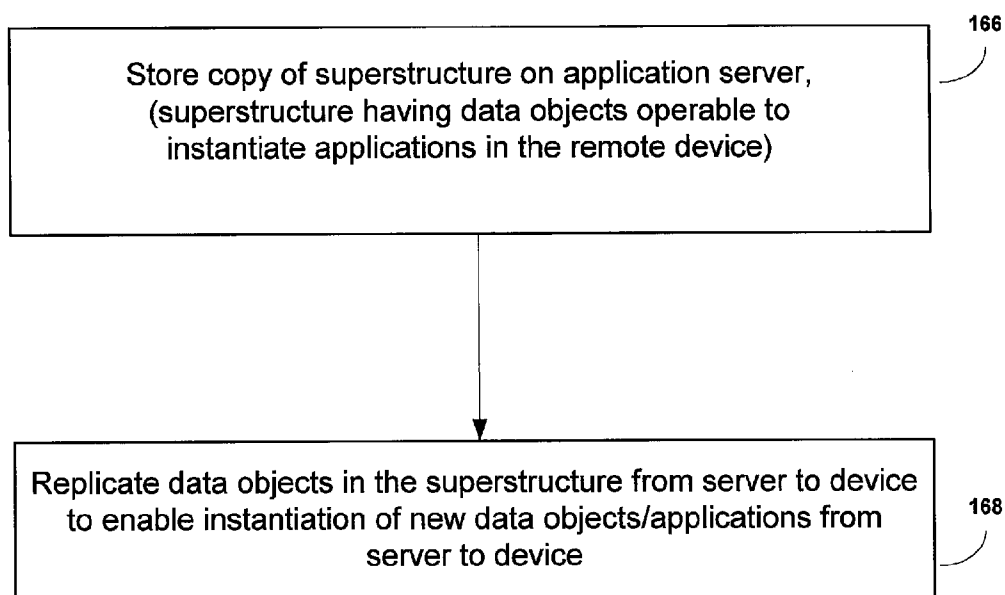 166
Store copy of superstructure on application server,
(superstructure having data objects operable to
instantiate applications in the remote device)
Replicate data objects in the superstructure from server to device
to enable instantiation of new data objects/applications from
server to device
168